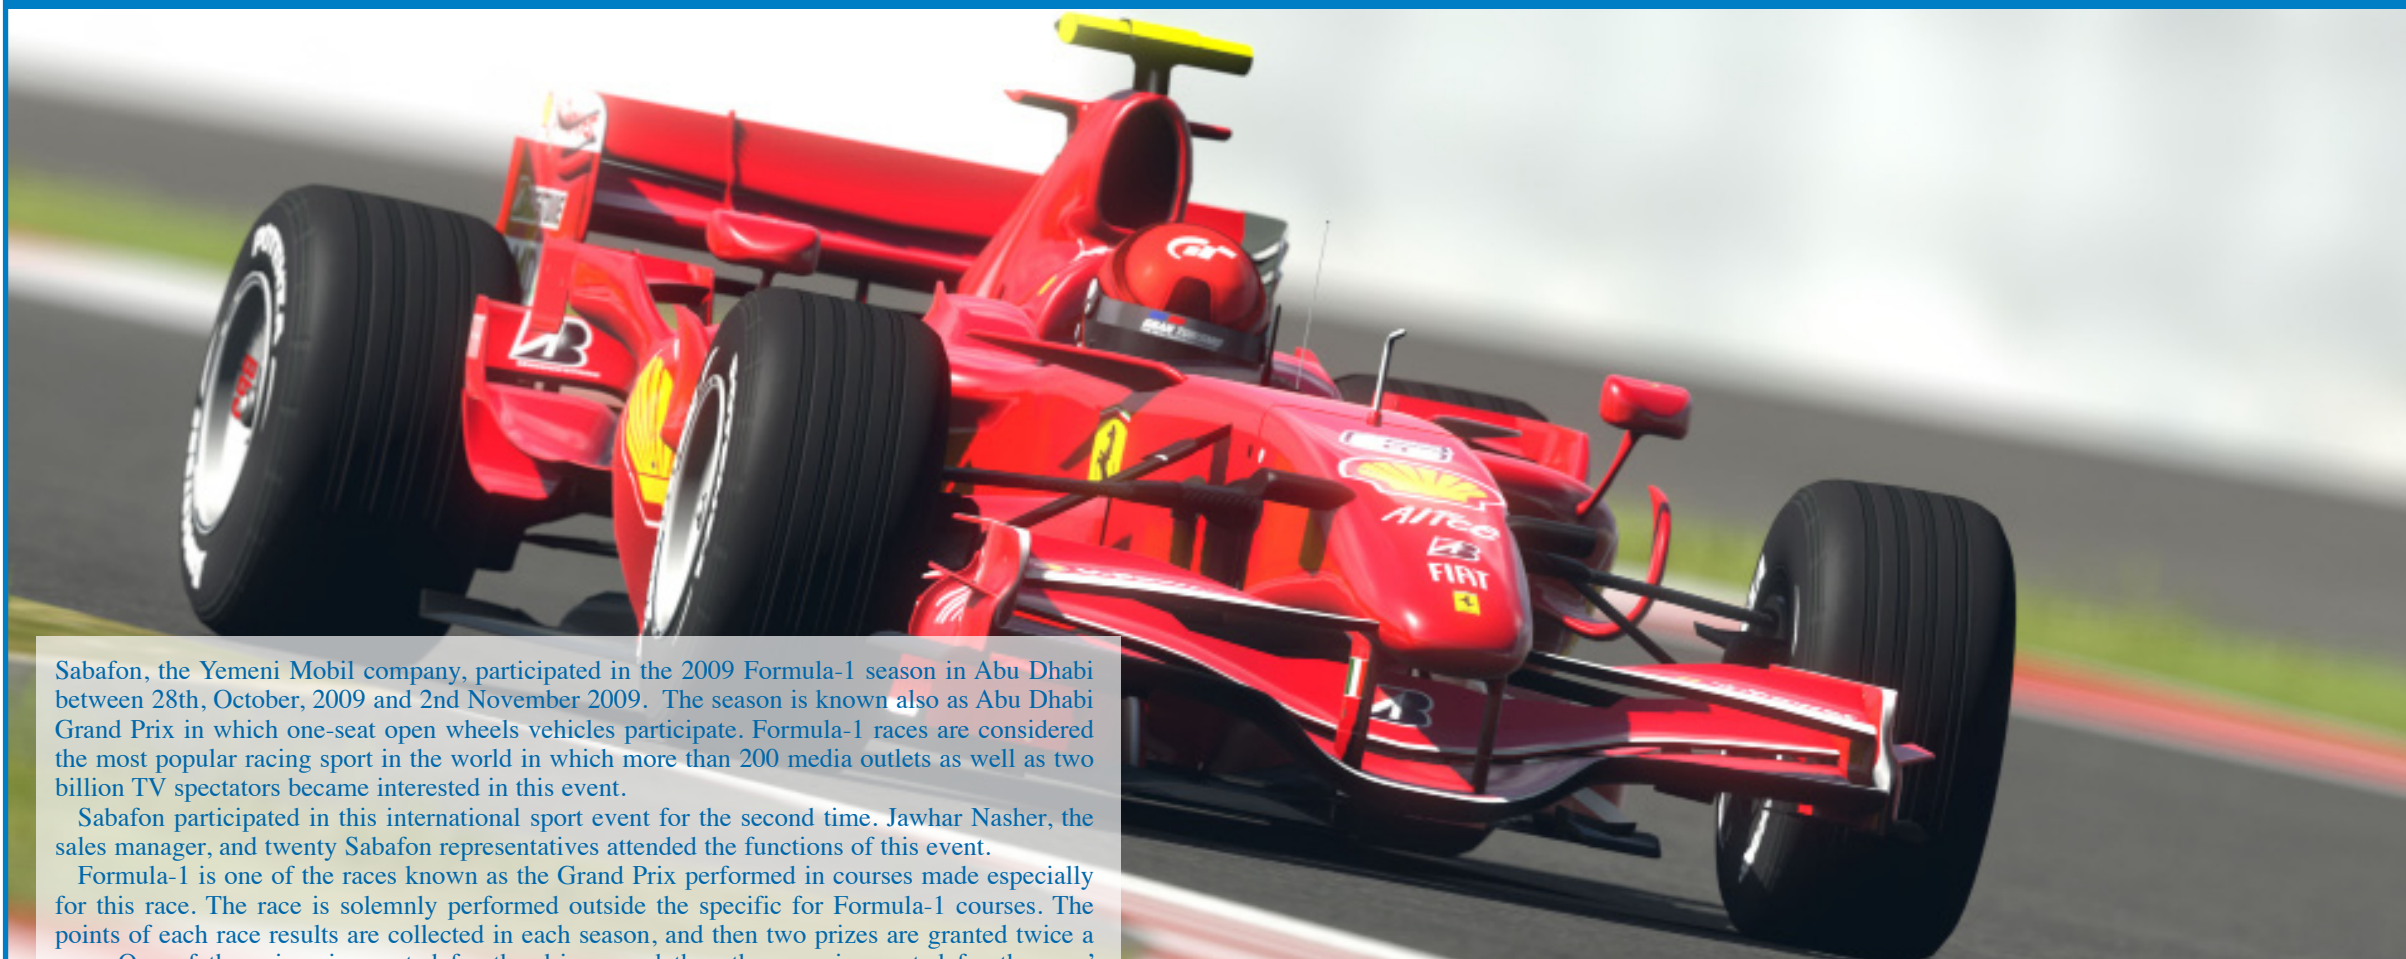 POTENZA
BBS
GT
GRAN TURISMO
AITCO
FIAT
Sabafon, the Yemeni Mobil company, participated in the 2009 Formula-1 season in Abu Dhabi
between 28th, October, 2009 and 2nd November 2009.  The season is known also as Abu Dhabi
Grand Prix in which one-seat open wheels vehicles participate. Formula-1 races are considered
the most popular racing sport in the world in which more than 200 media outlets as well as two
billion TV spectators became interested in this event.
Sabafon participated in this international sport event for the second time. Jawhar Nasher, the
sales manager, and twenty Sabafon representatives attended the functions of this event.
Formula-1 is one of the races known as the Grand Prix performed in courses made especially
for this race. The race is solemnly performed outside the specific for Formula-1 courses. The
points of each race results are collected in each season, and then two prizes are granted twice a